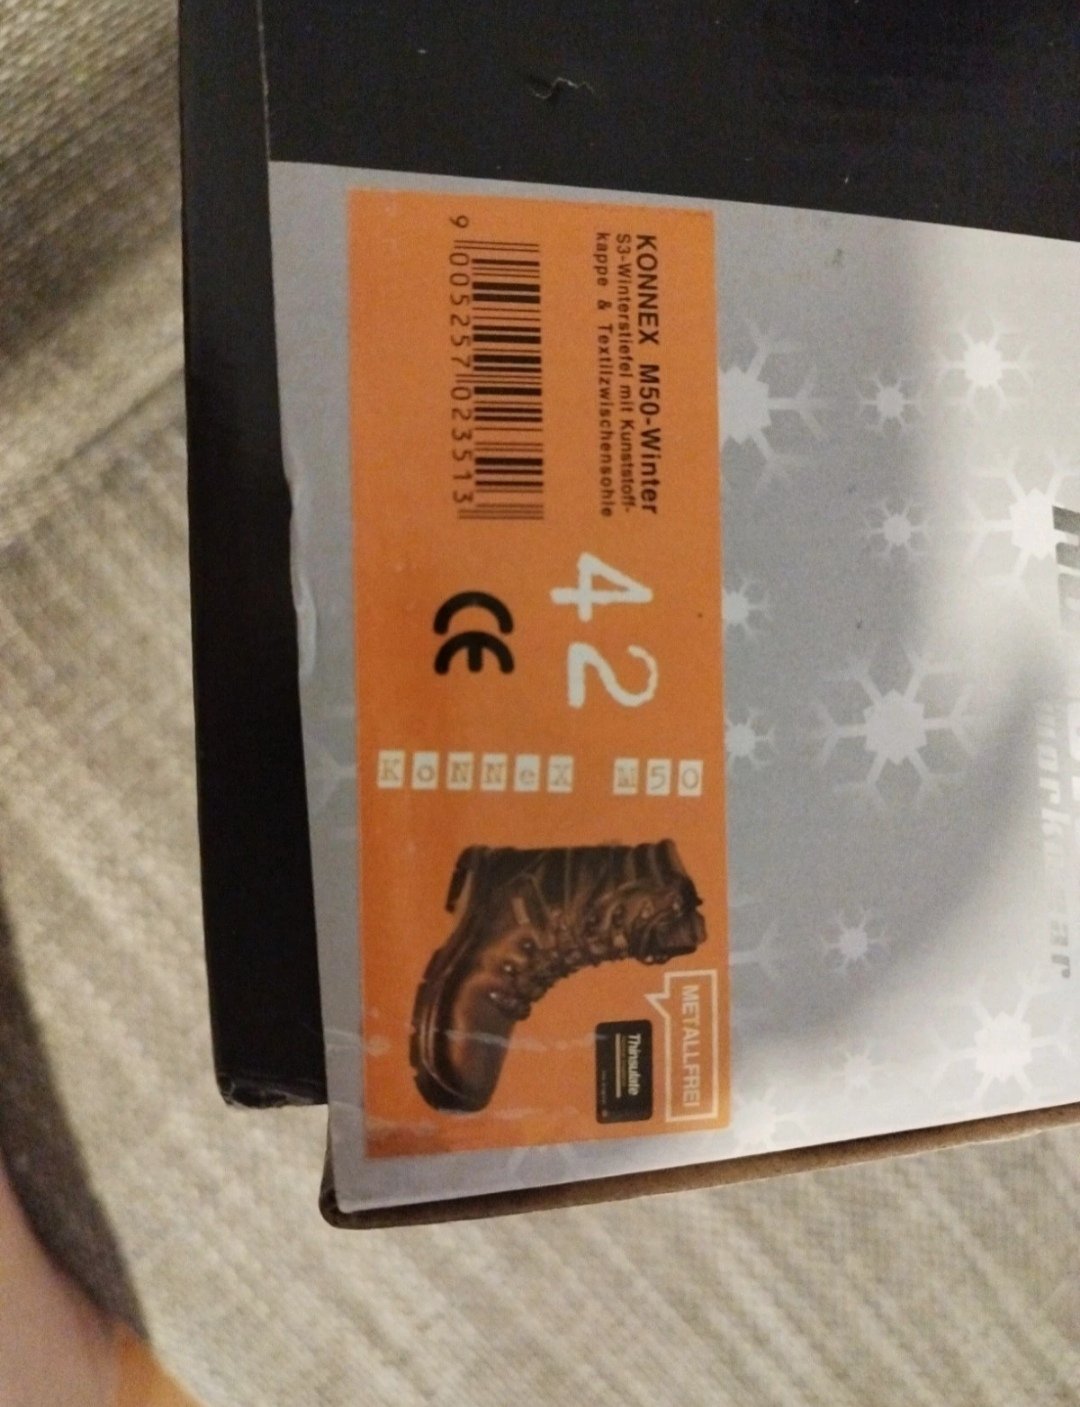 KONNEX M50-Winter
S3-Winterstiefel mit Kunststoff-
kappe & Textilzwischensohle
9 005257 023513
42
CE
KoNNeX M50
METALLFREI
Thinsulate